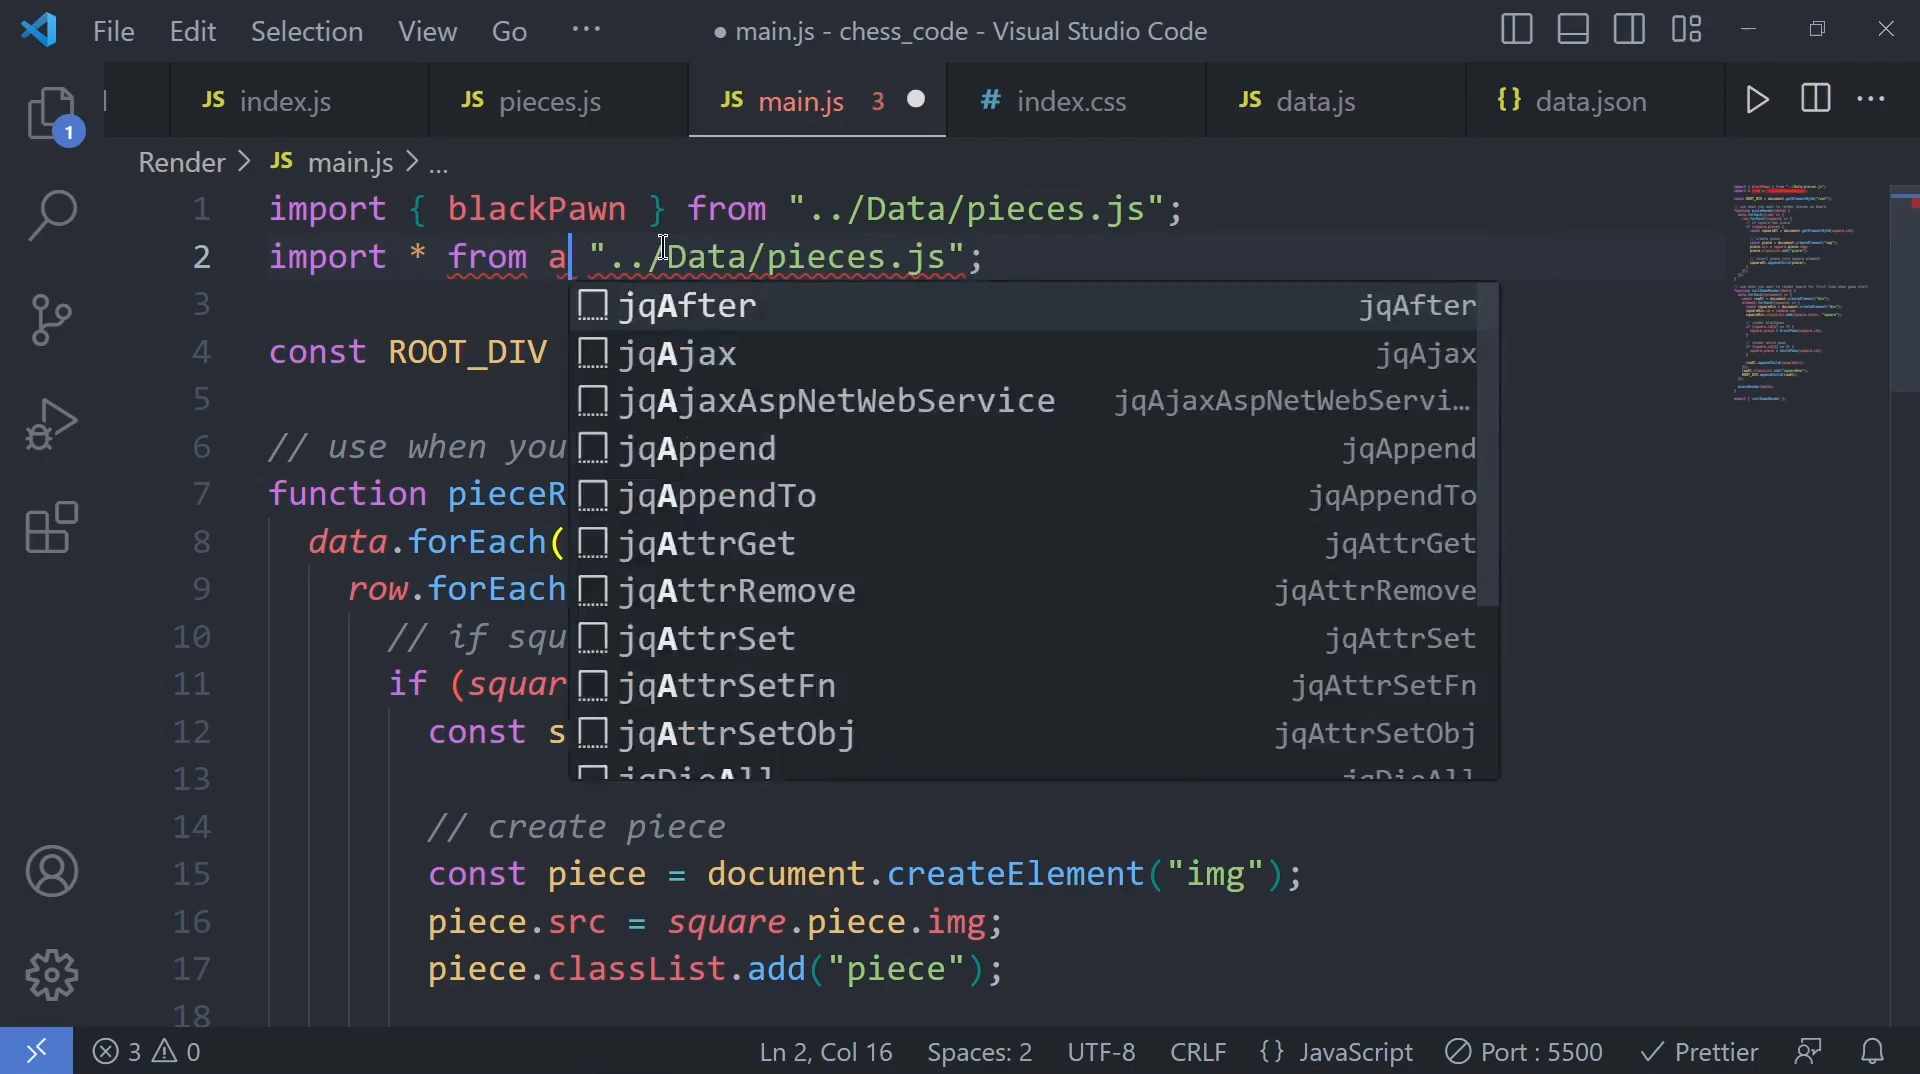 File Edit Selection View Go ··· ● main.js - chess_code - Visual Studio Code
JS index.js JS pieces.js JS main.js 3 # index.css JS data.js {} data.json ···
1
Render > JS main.js > ...
1 import { blackPawn } from "../Data/pieces.js";
2 import * from a "../Data/pieces.js";
3
4 const ROOT_DIV
5
6 // use when you
7 function pieceR
8 data.forEach(
9 row.forEach
10 // if squ
11 if (squar
12 const s
13
14 // create piece
15 const piece = document.createElement("img");
16 piece.src = square.piece.img;
17 piece.classList.add("piece");
18
jqAfter jqAfter
jqAjax jqAjax
jqAjaxAspNetWebService jqAjaxAspNetWebServi...
jqAppend jqAppend
jqAppendTo jqAppendTo
jqAttrGet jqAttrGet
jqAttrRemove jqAttrRemove
jqAttrSet jqAttrSet
jqAttrSetFn jqAttrSetFn
jqAttrSetObj jqAttrSetObj
jqDieAll jqDieAll
3 0 Ln 2, Col 16 Spaces: 2 UTF-8 CRLF {} JavaScript Port : 5500 Prettier